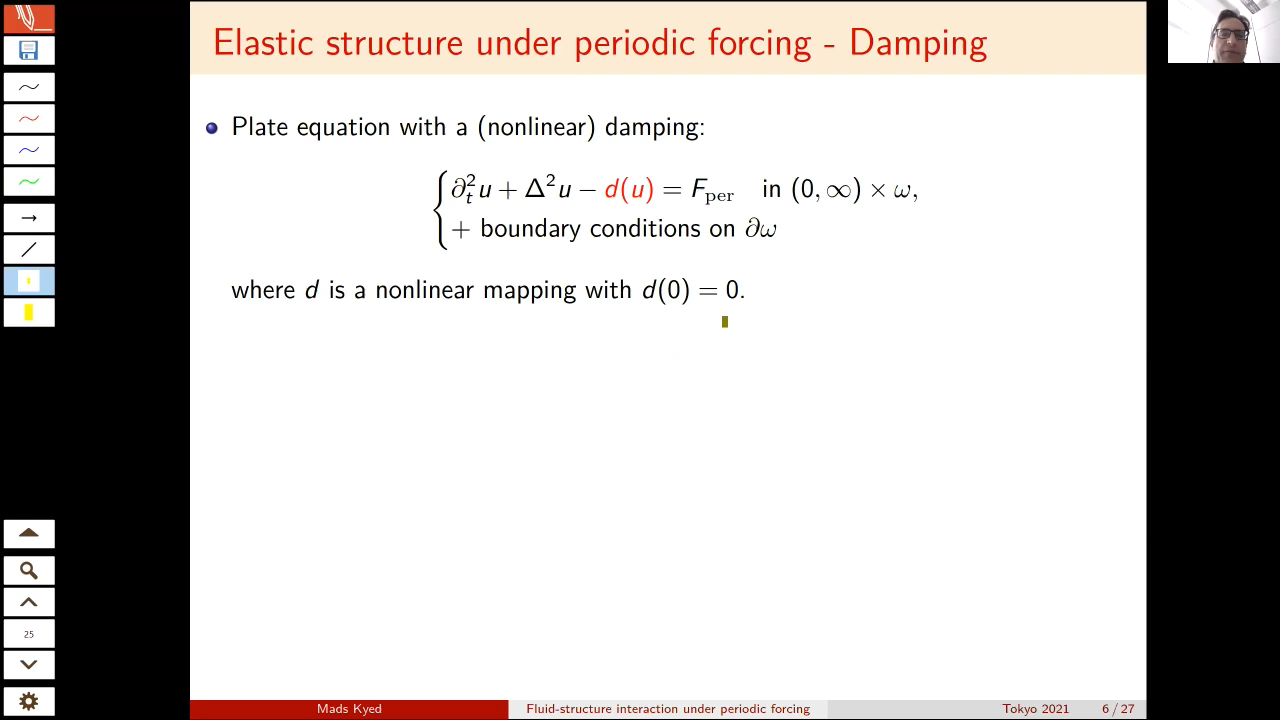 Elastic structure under periodic forcing - Damping
Plate equation with a (nonlinear) damping:
∂²ₜu + Δ²u − d(u) = F_per in (0, ∞) × ω,
+ boundary conditions on ∂ω
where d is a nonlinear mapping with d(0) = 0.
25
Mads Kyed Fluid-structure interaction under periodic forcing Tokyo 2021 6 / 27